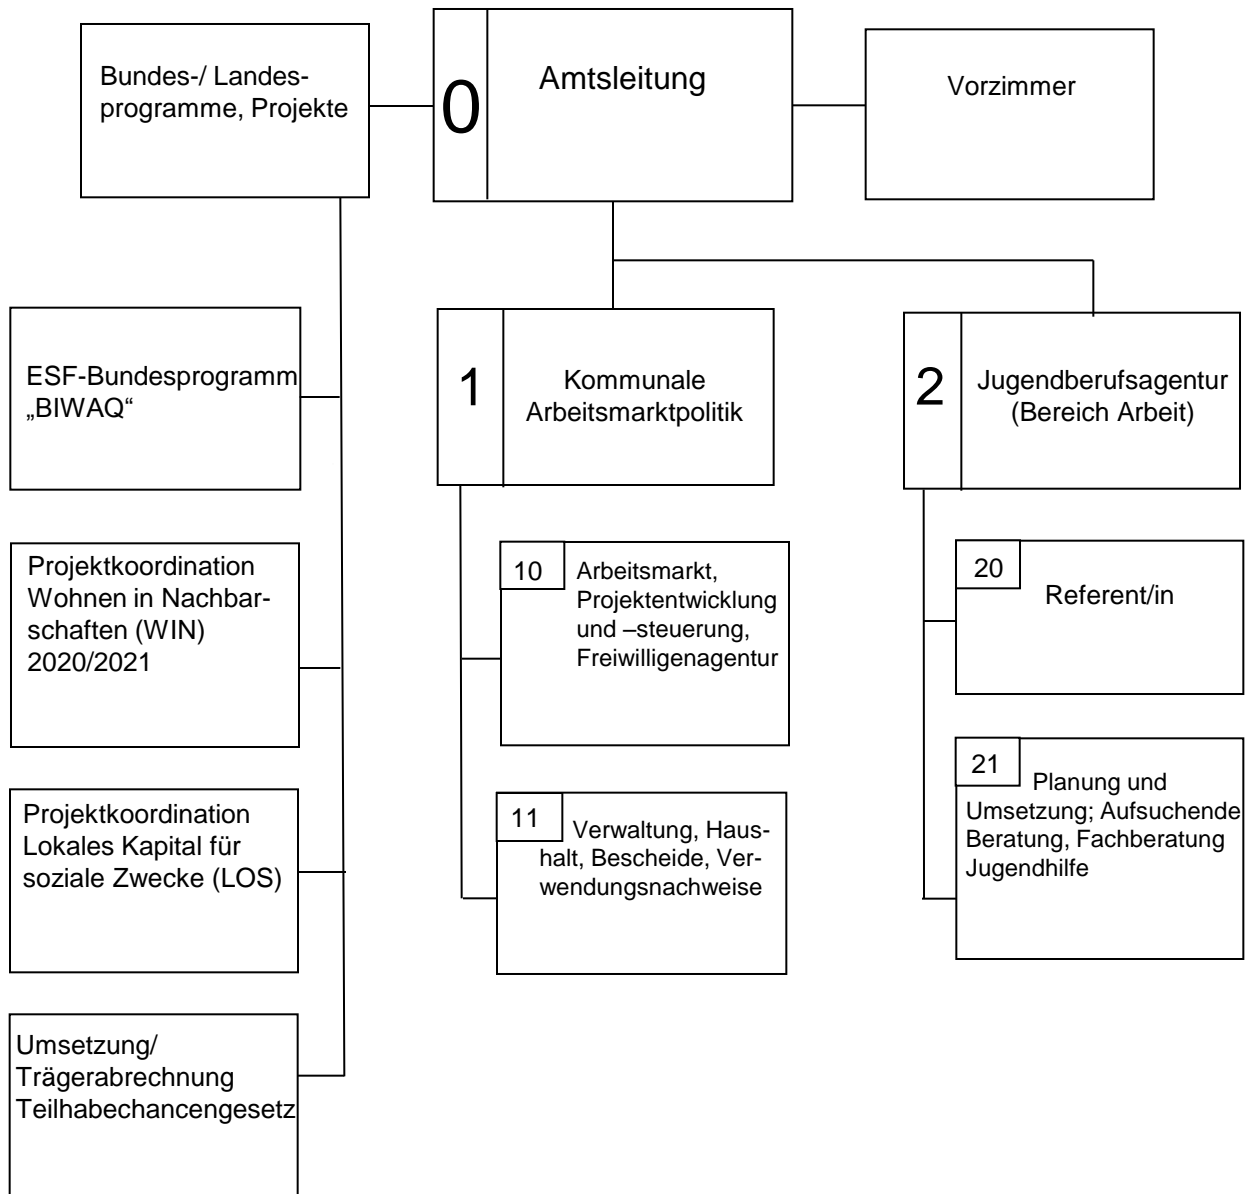 Bundes-/ Landes-
programme, Projekte
0
Amtsleitung
Vorzimmer
ESF-Bundesprogramm
„BIWAQ“
Projektkoordination
Wohnen in Nachbar-
schaften (WIN)
2020/2021
Projektkoordination
Lokales Kapital für
soziale Zwecke (LOS)
Umsetzung/
Trägerabrechnung
Teilhabechancengesetz
1
Kommunale
Arbeitsmarktpolitik
10
Arbeitsmarkt,
Projektentwicklung
und –steuerung,
Freiwilligenagentur
11
Verwaltung, Haus-
halt, Bescheide, Ver-
wendungsnachweise
2
Jugendberufsagentur
(Bereich Arbeit)
20
Referent/in
21
Planung und
Umsetzung; Aufsuchende
Beratung, Fachberatung
Jugendhilfe